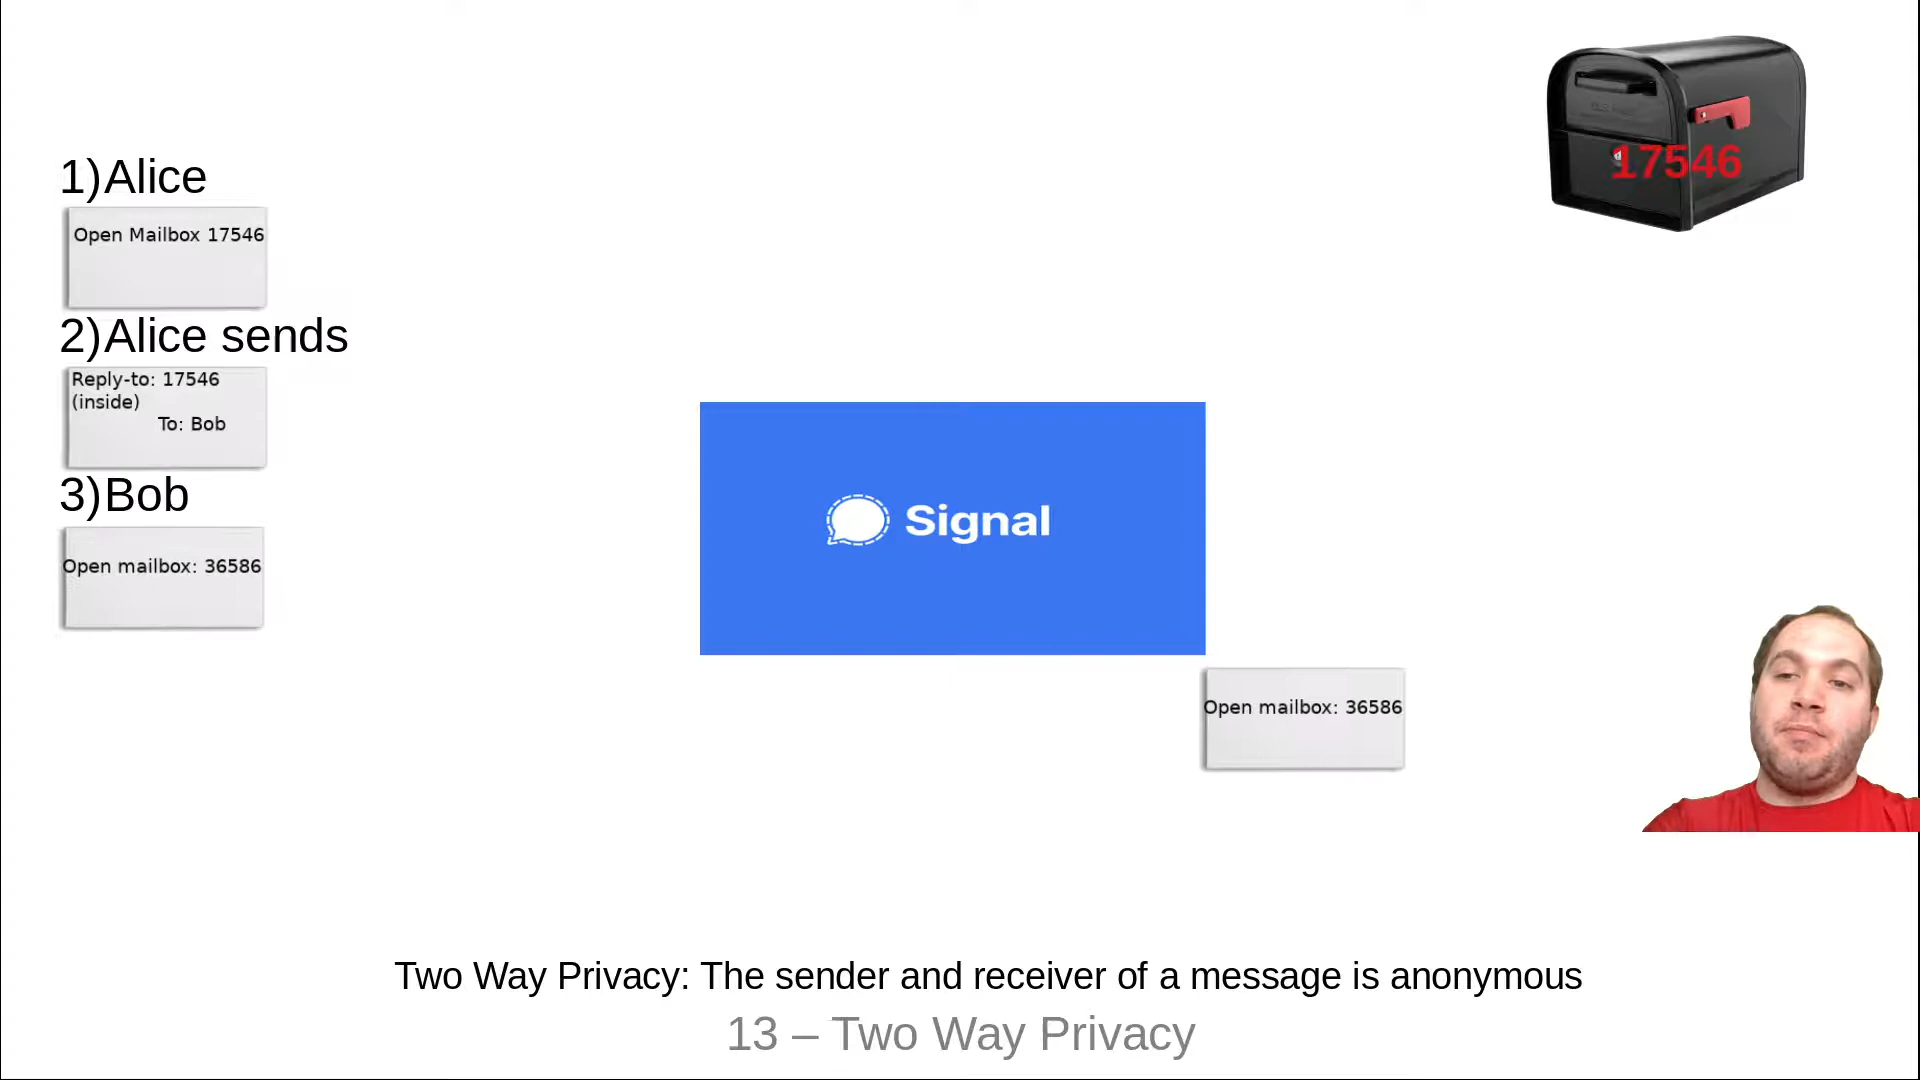 17546
1)Alice
Open Mailbox 17546
2)Alice sends
Reply-to: 17546
(inside)
To: Bob
3)Bob
Open mailbox: 36586
Signal
Open mailbox: 36586
Two Way Privacy: The sender and receiver of a message is anonymous
13 – Two Way Privacy